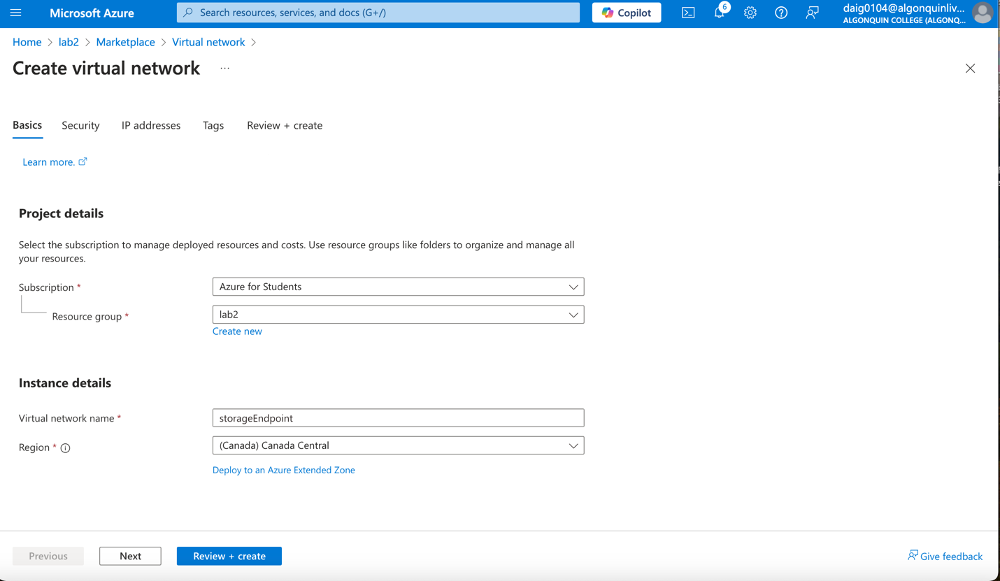 Microsoft Azure
Search resources, services, and docs (G+/)
Copilot
6
daig0104@algonquinliv...
ALGONQUIN COLLEGE (ALGONQ...
Home > lab2 > Marketplace > Virtual network >
Create virtual network ...
Basics Security IP addresses Tags Review + create
Learn more.
Project details
Select the subscription to manage deployed resources and costs. Use resource groups like folders to organize and manage all
your resources.
Subscription * Azure for Students
Resource group * lab2
Create new
Instance details
Virtual network name * storageEndpoint
Region * (Canada) Canada Central
Deploy to an Azure Extended Zone
Previous Next Review + create Give feedback